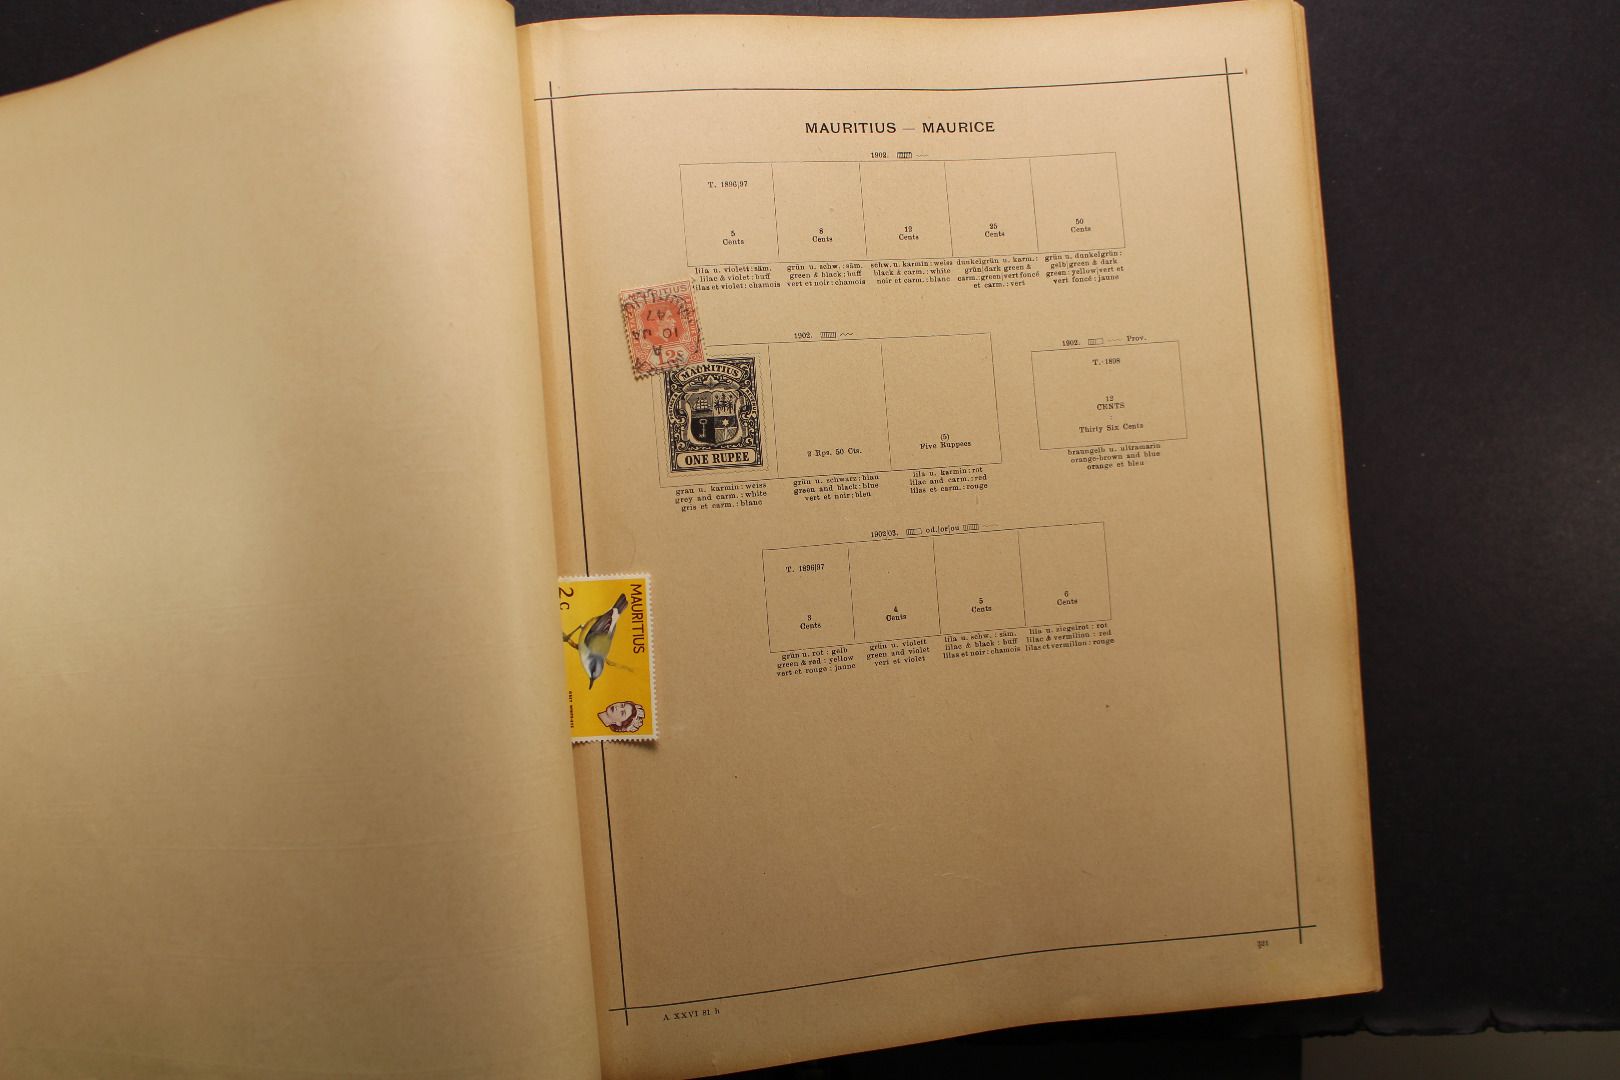 MAURITIUS — MAURICE
1902.
T. 1896|97
5
Cents
8
Cents
12
Cents
25
Cents
50
Cents
lila u. violett : säm.
lilac & violet : buff
lilas et violet : chamois
grün u. schw. : säm.
green & black : buff
vert et noir : chamois
schw. u. karmin : weiss
black & carm. : white
noir et carm. : blanc
dunkelgrün u. karm. :
grün|dark green &
carm. : green|vert foncé
et carm. : vert
grün u. dunkelgrün :
gelb|green & dark
green : yellow|vert et
vert foncé : jaune
MAURITIUS
10 JA
47
A
12c
1902.
MAURITIUS
ONE RUPEE
2 Rps. 50 Cts.
(5)
Five Ruppees
grau u. karmin : weiss
grey and carm. : white
gris et carm. : blanc
grün u. schwarz : blau
green and black : blue
vert et noir : bleu
lila u. karmin : rot
lilac and carm. : red
lilas et carm. : rouge
1902. Prov.
T. 1898
12
CENTS
:
Thirty Six Cents
braungelb u. ultramarin
orange-brown and blue
orange et bleu
1902|03. od.|or|ou
T. 1896|97
3
Cents
4
Cents
5
Cents
6
Cents
grün u. rot : gelb
green & red : yellow
vert et rouge : jaune
grün u. violett
green and violet
vert et violet
lila u. schw. : säm.
lilac & black : buff
lilas et noir : chamois
lila u. ziegelrot : rot
lilac & vermilion : red
lilas et vermilion : rouge
MAURITIUS
2c
A. XXVI 81 h